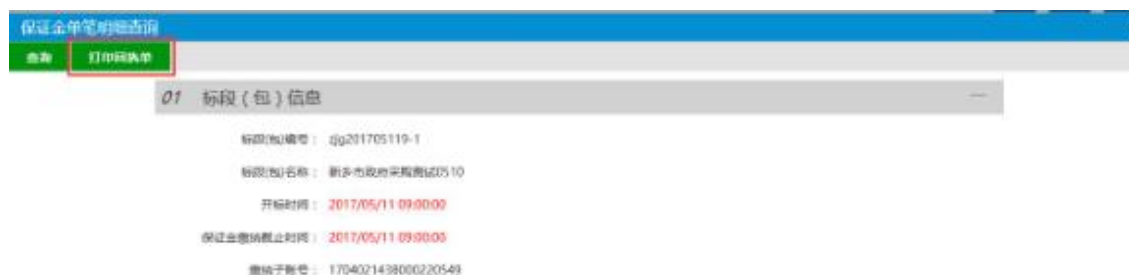 保证金单笔明细查询
查询 打印回执单
01 标段（包）信息 —
标段(包)编号： zjg201705119-1
标段(包)名称： 新乡市政府采购测试0510
开标时间： 2017/05/11 09:00:00
保证金缴纳截止时间： 2017/05/11 09:00:00
缴纳子账号： 1704021438000220549